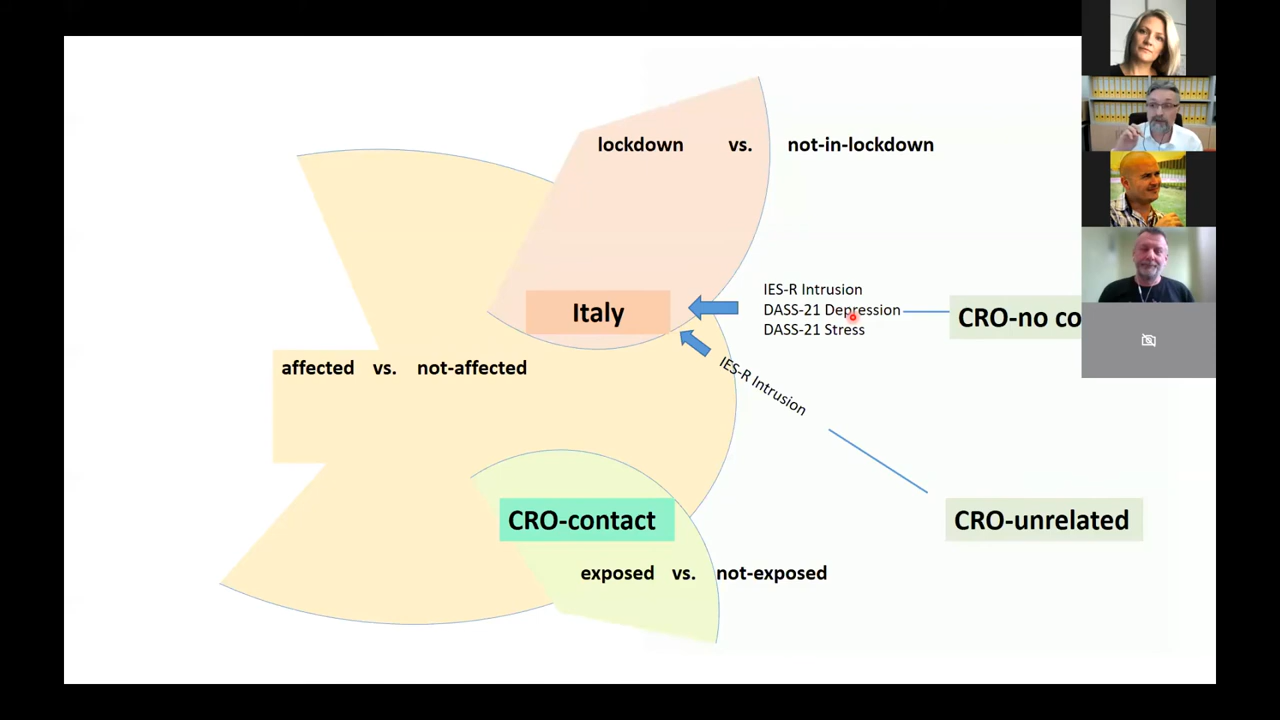 lockdown vs. not-in-lockdown
IES-R Intrusion
DASS-21 Depression
DASS-21 Stress
Italy
CRO-no co
affected vs. not-affected
IES-R Intrusion
CRO-contact
CRO-unrelated
exposed vs. not-exposed